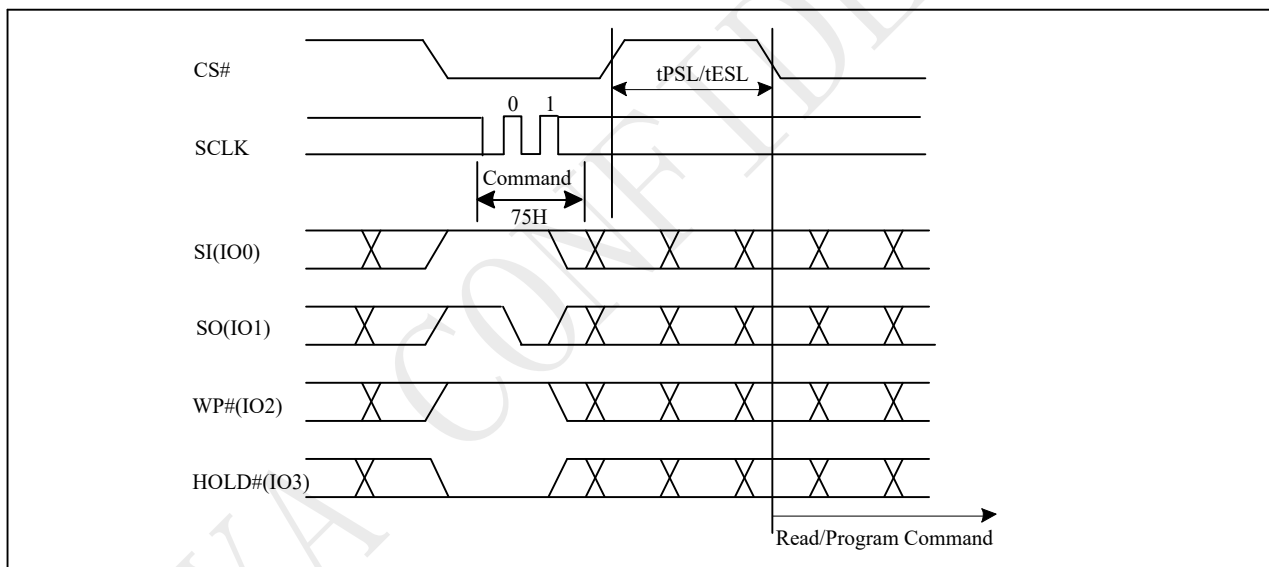 CS#
tPSL/tESL
0 1
SCLK
Command
75H
SI(IO0)
SO(IO1)
WP#(IO2)
HOLD#(IO3)
Read/Program Command